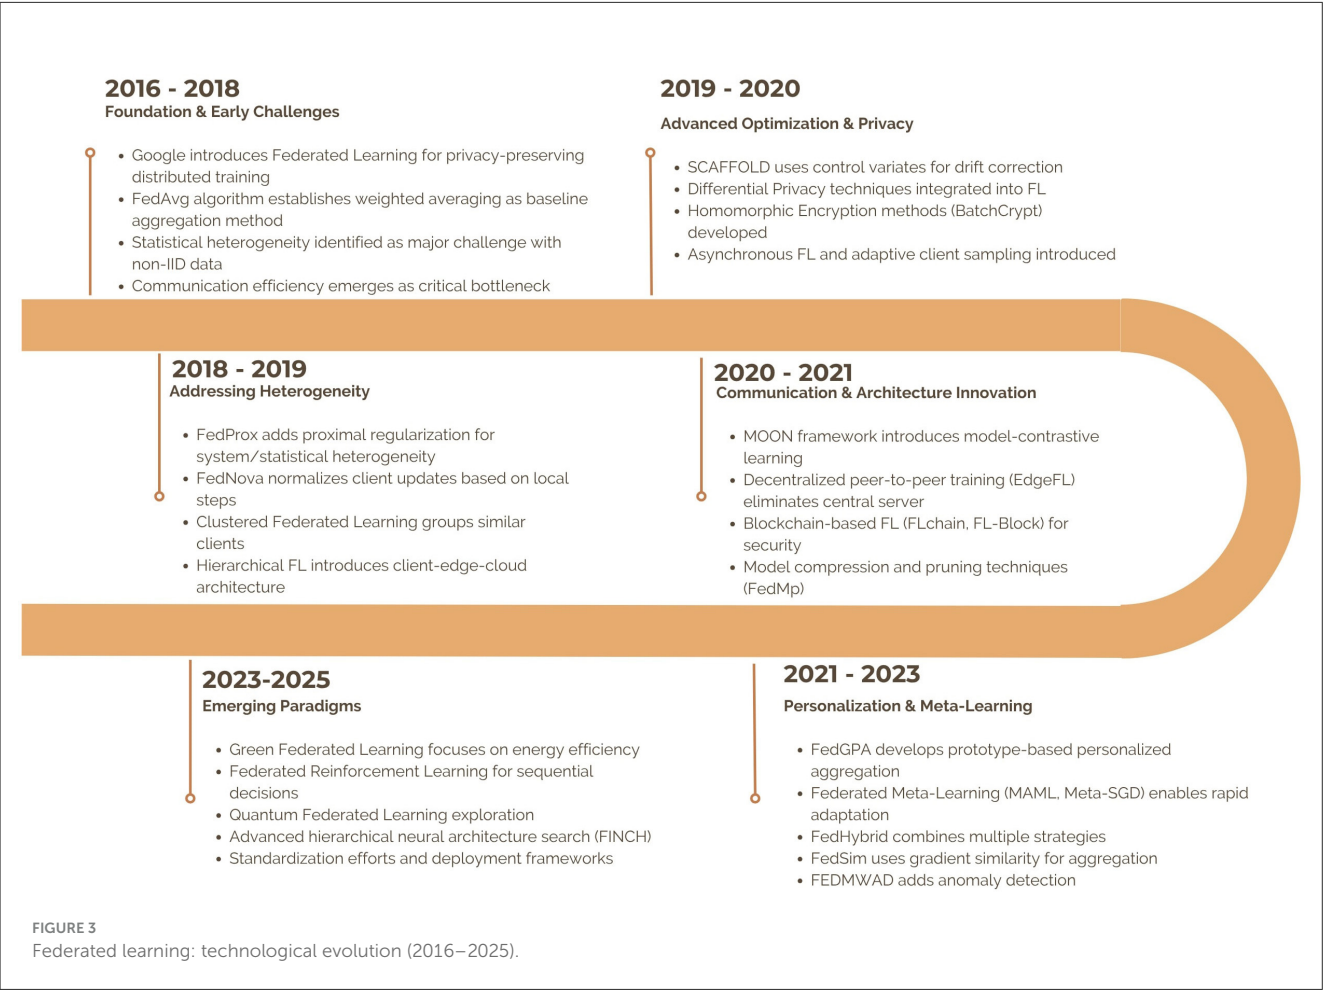 2016 - 2018
Foundation & Early Challenges
• Google introduces Federated Learning for privacy-preserving
distributed training
• FedAvg algorithm establishes weighted averaging as baseline
aggregation method
• Statistical heterogeneity identified as major challenge with
non-IID data
• Communication efficiency emerges as critical bottleneck
2019 - 2020
Advanced Optimization & Privacy
• SCAFFOLD uses control variates for drift correction
• Differential Privacy techniques integrated into FL
• Homomorphic Encryption methods (BatchCrypt)
developed
• Asynchronous FL and adaptive client sampling introduced
2018 - 2019
Addressing Heterogeneity
• FedProx adds proximal regularization for
system/statistical heterogeneity
• FedNova normalizes client updates based on local
steps
• Clustered Federated Learning groups similar
clients
• Hierarchical FL introduces client-edge-cloud
architecture
2020 - 2021
Communication & Architecture Innovation
• MOON framework introduces model-contrastive
learning
• Decentralized peer-to-peer training (EdgeFL)
eliminates central server
• Blockchain-based FL (FLchain, FL-Block) for
security
• Model compression and pruning techniques
(FedMp)
2023-2025
Emerging Paradigms
• Green Federated Learning focuses on energy efficiency
• Federated Reinforcement Learning for sequential
decisions
• Quantum Federated Learning exploration
• Advanced hierarchical neural architecture search (FINCH)
• Standardization efforts and deployment frameworks
2021 - 2023
Personalization & Meta-Learning
• FedGPA develops prototype-based personalized
aggregation
• Federated Meta-Learning (MAML, Meta-SGD) enables rapid
adaptation
• FedHybrid combines multiple strategies
• FedSim uses gradient similarity for aggregation
• FEDMWAD adds anomaly detection
FIGURE 3
Federated learning: technological evolution (2016–2025).